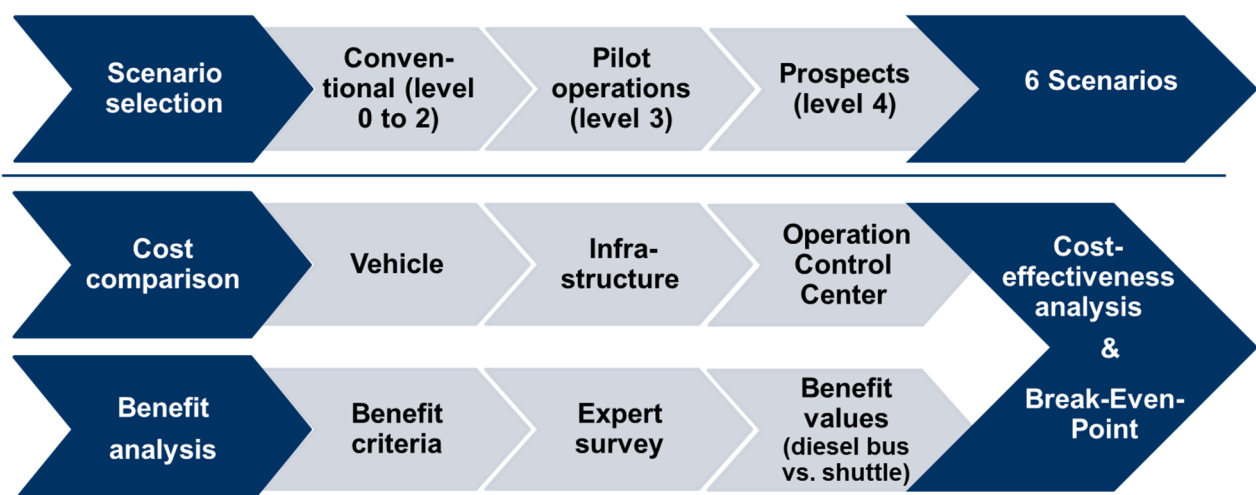 Scenario
selection
Conven-
tional (level
0 to 2)
Pilot
operations
(level 3)
Prospects
(level 4)
6 Scenarios
Cost
comparison
Vehicle
Infra-
structure
Operation
Control
Center
Benefit
analysis
Benefit
criteria
Expert
survey
Benefit
values
(diesel bus
vs. shuttle)
Cost-
effectiveness
analysis
&
Break-Even-
Point